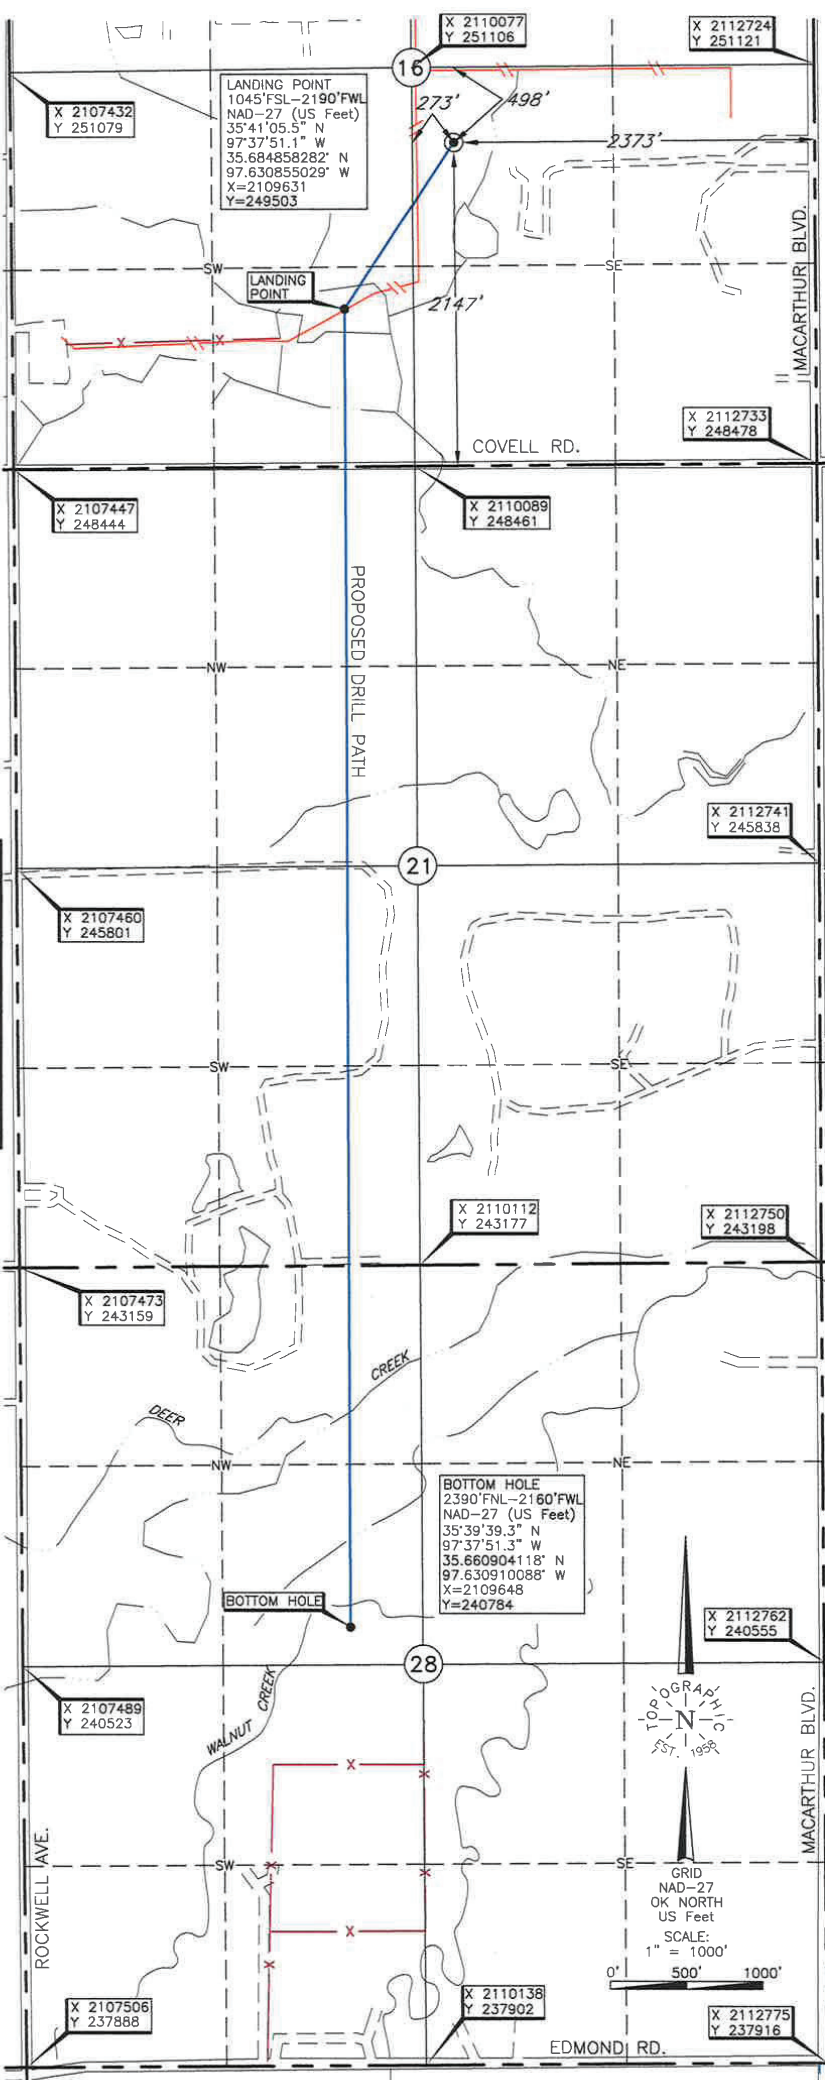 X 2110077
Y 251106
X 2112724
Y 251121
16
X 2107432
Y 251079
LANDING POINT
1045'FSL-2190'FWL
NAD-27 (US Feet)
35°41'05.5" N
97°37'51.1" W
35.684858282° N
97.630855029° W
X=2109631
Y=249503
273'
498'
2373'
MACARTHUR BLVD.
SW
SE
LANDING
POINT
2147'
X X
X 2112733
Y 248478
COVELL RD.
X 2107447
Y 248444
X 2110089
Y 248461
PROPOSED DRILL PATH
NW
NE
X 2112741
Y 245838
21
X 2107460
Y 245801
SW
SE
X 2110112
Y 243177
X 2112750
Y 243198
X 2107473
Y 243159
CREEK
DEER
NW
NE
BOTTOM HOLE
2390'FNL-2160'FWL
NAD-27 (US Feet)
35°39'39.3" N
97°37'51.3" W
35.660904118° N
97.630910088° W
X=2109648
Y=240784
BOTTOM HOLE
X 2112762
Y 240555
28
X 2107489
Y 240523
WALNUT CREEK
TOPOGRAPHIC
N
EST. 1958
MACARTHUR BLVD.
X
X
X
X
X
X
ROCKWELL AVE.
SW
SE
GRID
NAD-27
OK NORTH
US Feet
SCALE:
1" = 1000'
0' 500' 1000'
X 2107506
Y 237888
X 2110138
Y 237902
X 2112775
Y 237916
EDMOND RD.